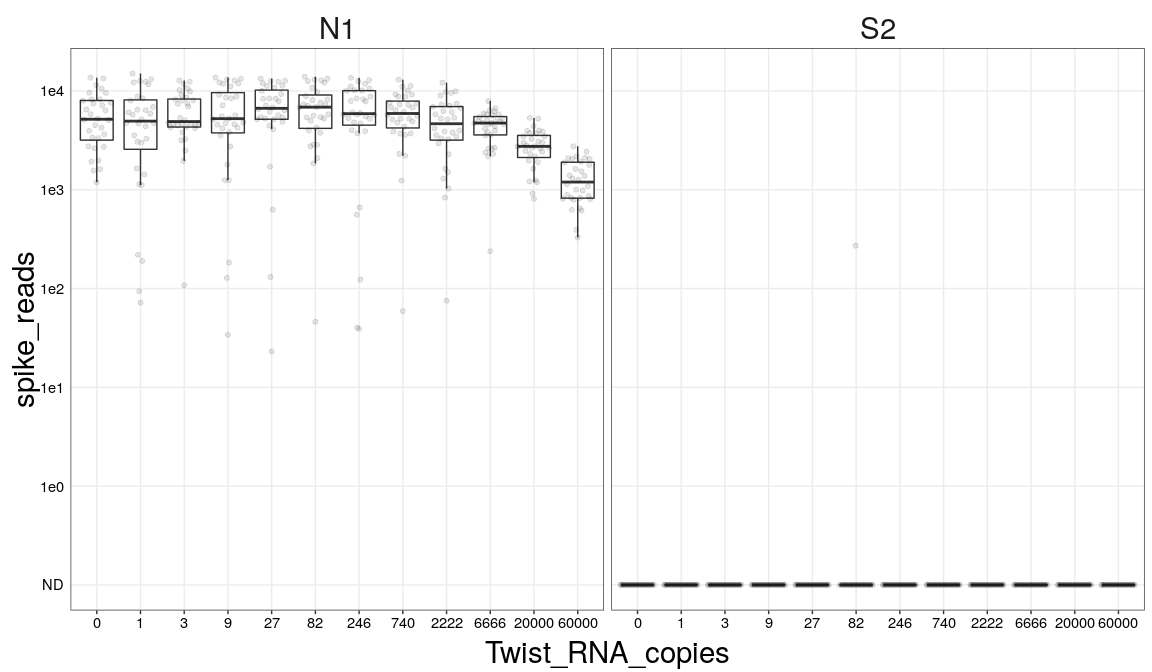 N1 S2
spike_reads
1e4
1e3
1e2
1e1
1e0
ND
0 1 3 9 27 82 246 740 2222 6666 20000 60000 0 1 3 9 27 82 246 740 2222 6666 20000 60000
Twist_RNA_copies